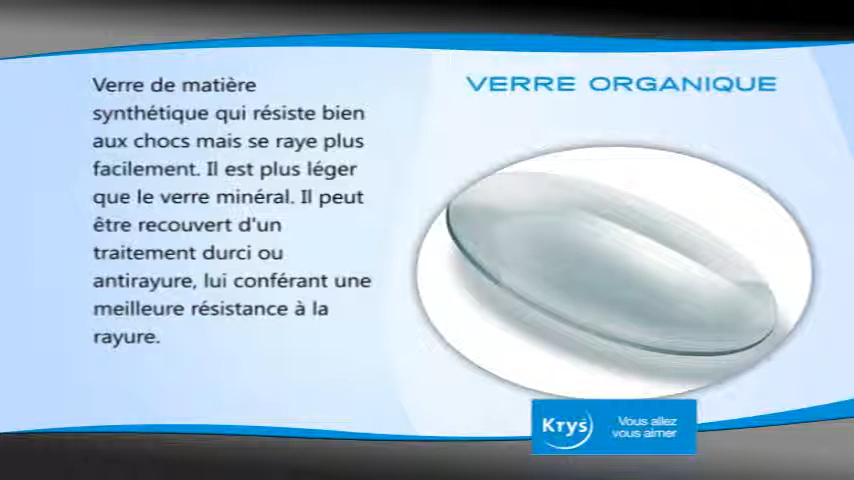 VERRE ORGANIQUE
Verre de matière
synthétique qui résiste bien
aux chocs mais se raye plus
facilement. Il est plus léger
que le verre minéral. Il peut
être recouvert d'un
traitement durci ou
antirayure, lui conférant une
meilleure résistance à la
rayure.
Krys
Vous allez
vous aimer